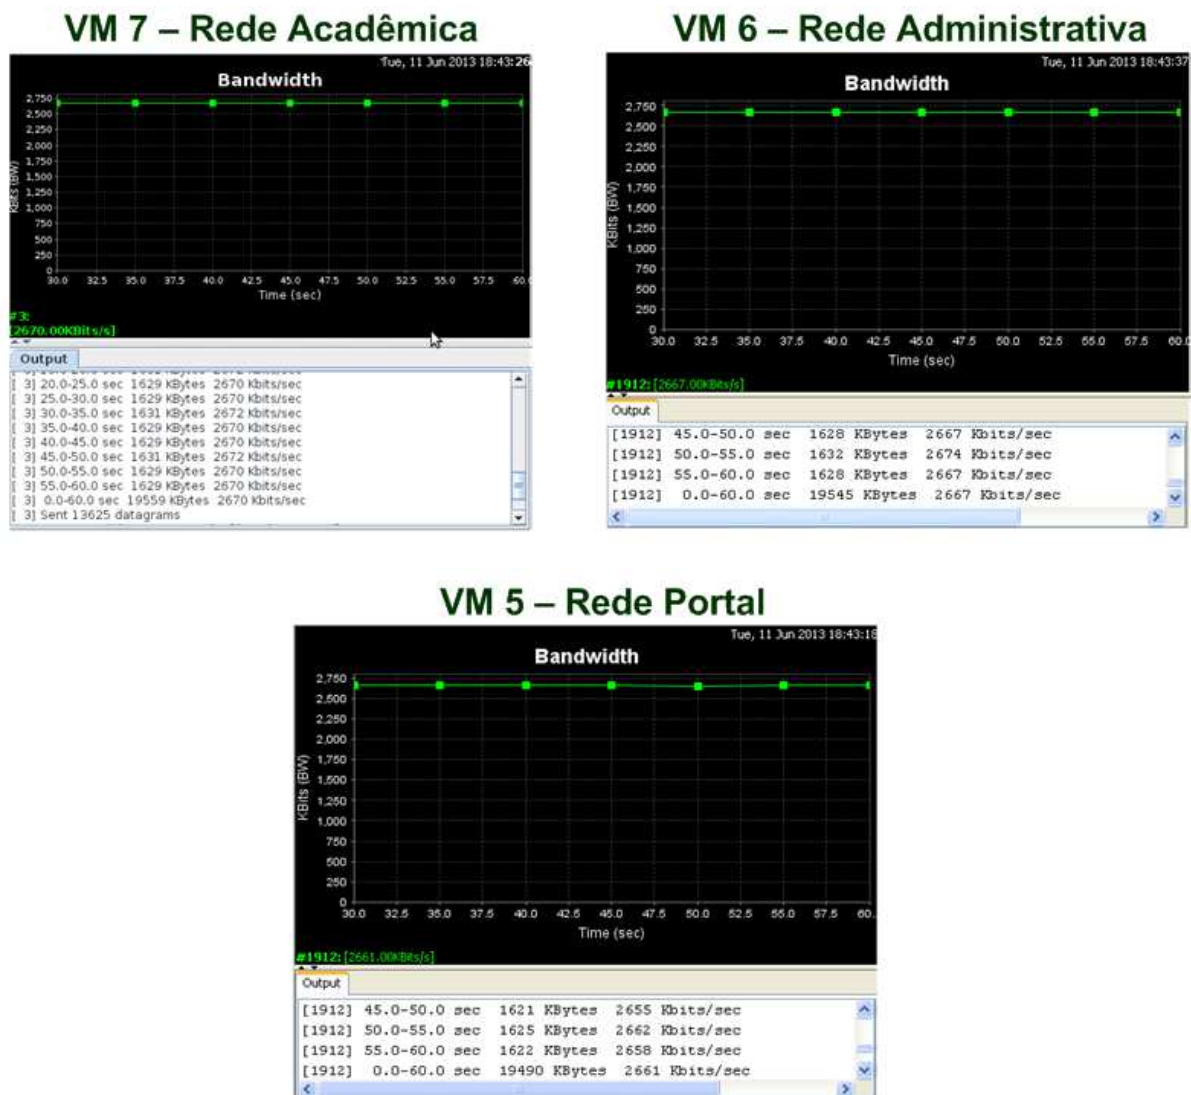 VM 7 – Rede Acadêmica
Tue, 11 Jun 2013 18:43:26
Bandwidth
2,750
2,500
2,250
2,000
1,750
1,500
1,250
1,000
750
500
250
0
KBits (BW)
30.0 32.5 35.0 37.5 40.0 42.5 45.0 47.5 50.0 52.5 55.0 57.5 60.
Time (sec)
#3:
[2670.00KBits/s]
Output
[ 3] 20.0-25.0 sec 1629 KBytes 2670 Kbits/sec
[ 3] 25.0-30.0 sec 1629 KBytes 2670 Kbits/sec
[ 3] 30.0-35.0 sec 1631 KBytes 2672 Kbits/sec
[ 3] 35.0-40.0 sec 1629 KBytes 2670 Kbits/sec
[ 3] 40.0-45.0 sec 1629 KBytes 2670 Kbits/sec
[ 3] 45.0-50.0 sec 1631 KBytes 2672 Kbits/sec
[ 3] 50.0-55.0 sec 1629 KBytes 2670 Kbits/sec
[ 3] 55.0-60.0 sec 1629 KBytes 2670 Kbits/sec
[ 3] 0.0-60.0 sec 19559 KBytes 2670 Kbits/sec
[ 3] Sent 13625 datagrams
VM 6 – Rede Administrativa
Tue, 11 Jun 2013 18:43:37
Bandwidth
2,750
2,500
2,250
2,000
1,750
1,500
1,250
1,000
750
500
250
0
KBits (BW)
30.0 32.5 35.0 37.5 40.0 42.5 45.0 47.5 50.0 52.5 55.0 57.5 60.
Time (sec)
#1912: [2667.00KBits/s]
Output
[1912] 45.0-50.0 sec 1628 KBytes 2667 Kbits/sec
[1912] 50.0-55.0 sec 1632 KBytes 2674 Kbits/sec
[1912] 55.0-60.0 sec 1628 KBytes 2667 Kbits/sec
[1912] 0.0-60.0 sec 19545 KBytes 2667 Kbits/sec
VM 5 – Rede Portal
Tue, 11 Jun 2013 18:43:18
Bandwidth
2,750
2,500
2,250
2,000
1,750
1,500
1,250
1,000
750
500
250
0
KBits (BW)
30.0 32.5 35.0 37.5 40.0 42.5 45.0 47.5 50.0 52.5 55.0 57.5 60.
Time (sec)
#1912: [2661.00KBits/s]
Output
[1912] 45.0-50.0 sec 1621 KBytes 2655 Kbits/sec
[1912] 50.0-55.0 sec 1625 KBytes 2662 Kbits/sec
[1912] 55.0-60.0 sec 1622 KBytes 2658 Kbits/sec
[1912] 0.0-60.0 sec 19490 KBytes 2661 Kbits/sec